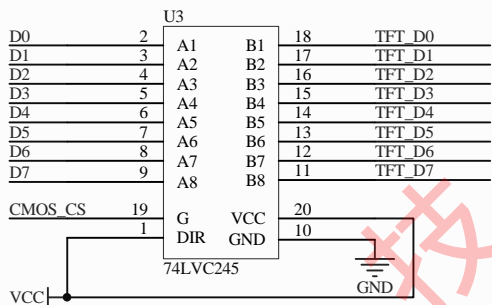 U3
D0 2 A1 B1 18 TFT_D0
D1 3 A2 B2 17 TFT_D1
D2 4 A3 B3 16 TFT_D2
D3 5 A4 B4 15 TFT_D3
D4 6 A5 B5 14 TFT_D4
D5 7 A6 B6 13 TFT_D5
D6 8 A7 B7 12 TFT_D6
D7 9 A8 B8 11 TFT_D7
CMOS_CS 19 G VCC 20
1 DIR GND 10
74LVC245
GND
VCC
技